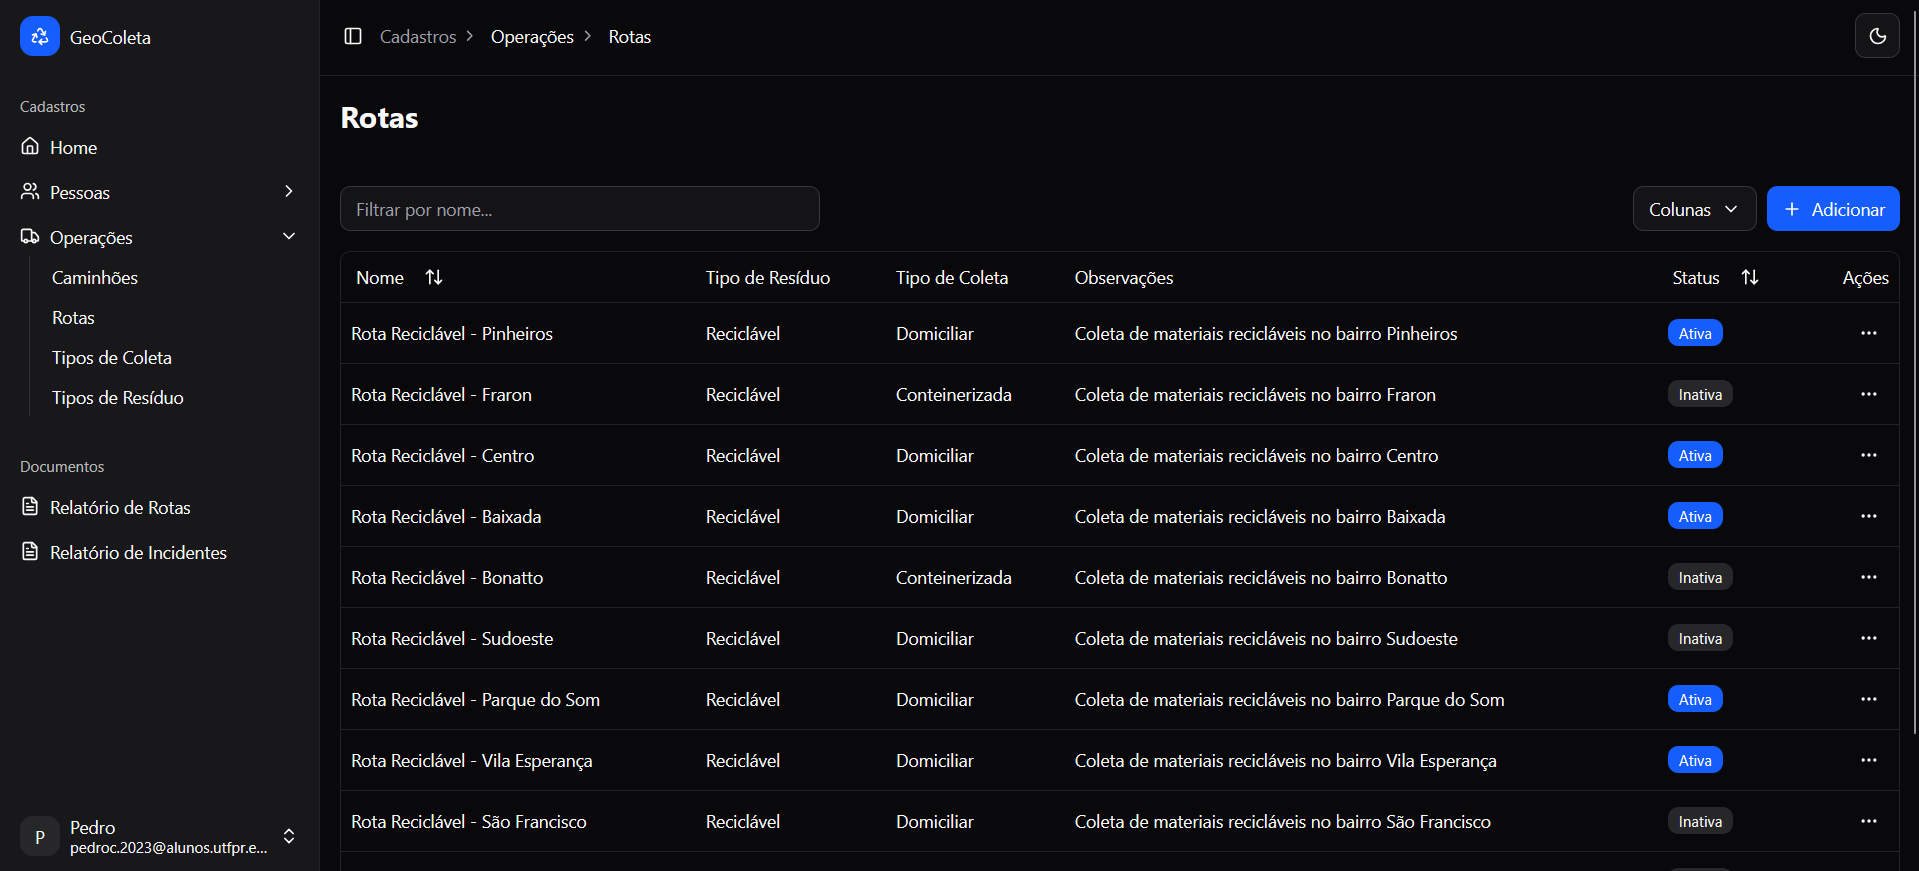 GeoColeta
Cadastros
Home
Pessoas
Operações
Caminhões
Rotas
Tipos de Coleta
Tipos de Resíduo
Documentos
Relatório de Rotas
Relatório de Incidentes
P
Pedro
pedroc.2023@alunos.utfpr.e...
Cadastros > Operações > Rotas
Rotas
Filtrar por nome...
Colunas
+ Adicionar
Nome Tipo de Resíduo Tipo de Coleta Observações Status Ações
Rota Reciclável - Pinheiros Reciclável Domiciliar Coleta de materiais recicláveis no bairro Pinheiros Ativa ...
Rota Reciclável - Fraron Reciclável Conteinerizada Coleta de materiais recicláveis no bairro Fraron Inativa ...
Rota Reciclável - Centro Reciclável Domiciliar Coleta de materiais recicláveis no bairro Centro Ativa ...
Rota Reciclável - Baixada Reciclável Domiciliar Coleta de materiais recicláveis no bairro Baixada Ativa ...
Rota Reciclável - Bonatto Reciclável Conteinerizada Coleta de materiais recicláveis no bairro Bonatto Inativa ...
Rota Reciclável - Sudoeste Reciclável Domiciliar Coleta de materiais recicláveis no bairro Sudoeste Inativa ...
Rota Reciclável - Parque do Som Reciclável Domiciliar Coleta de materiais recicláveis no bairro Parque do Som Ativa ...
Rota Reciclável - Vila Esperança Reciclável Domiciliar Coleta de materiais recicláveis no bairro Vila Esperança Ativa ...
Rota Reciclável - São Francisco Reciclável Domiciliar Coleta de materiais recicláveis no bairro São Francisco Inativa ...